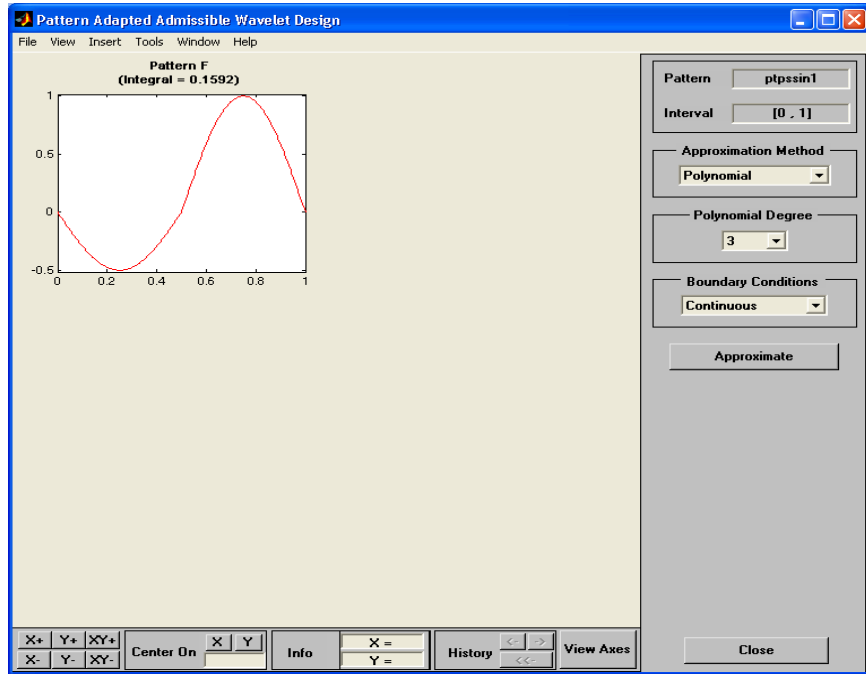 Pattern Adapted Admissible Wavelet Design
File View Insert Tools Window Help
Pattern F
(Integral = 0.1592)
1
0.5
0
-0.5
0 0.2 0.4 0.6 0.8 1
Pattern ptpssin1
Interval [0 , 1]
Approximation Method
Polynomial
Polynomial Degree
3
Boundary Conditions
Continuous
Approximate
X+ Y+ XY+
X- Y- XY-
Center On X Y
Info X =
Y =
History <- ->
<<-
View Axes
Close